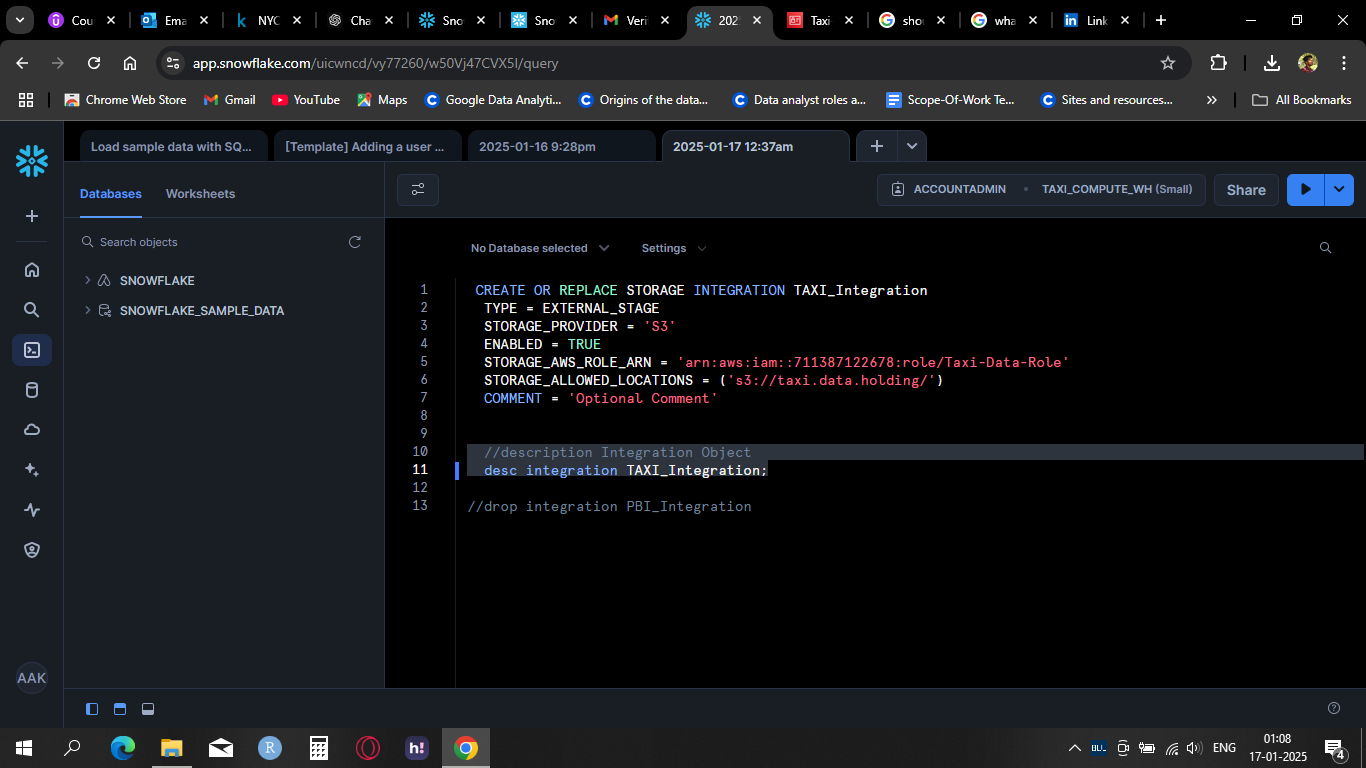 Cou
Ema
NYC
Cha
Sno
Sno
Veri
202
Taxi-
shou
wha
Link
app.snowflake.com/uicwncd/vy77260/w50Vj47CVX5I/query
Chrome Web Store
Gmail
YouTube
Maps
Google Data Analyti...
Origins of the data...
Data analyst roles a...
Scope-Of-Work Te...
Sites and resources...
All Bookmarks
Load sample data with SQ...
[Template] Adding a user ...
2025-01-16 9:28pm
2025-01-17 12:37am
Databases
Worksheets
ACCOUNTADMIN
TAXI_COMPUTE_WH (Small)
Share
Search objects
No Database selected
Settings
SNOWFLAKE
SNOWFLAKE_SAMPLE_DATA
1 CREATE OR REPLACE STORAGE INTEGRATION TAXI_Integration
2 TYPE = EXTERNAL_STAGE
3 STORAGE_PROVIDER = 'S3'
4 ENABLED = TRUE
5 STORAGE_AWS_ROLE_ARN = 'arn:aws:iam::711387122678:role/Taxi-Data-Role'
6 STORAGE_ALLOWED_LOCATIONS = ('s3://taxi.data.holding/')
7 COMMENT = 'Optional Comment'
8
9
10 //description Integration Object
11 desc integration TAXI_Integration;
12
13 //drop integration PBI_Integration
AAK
h!
ENG
01:08
17-01-2025
4